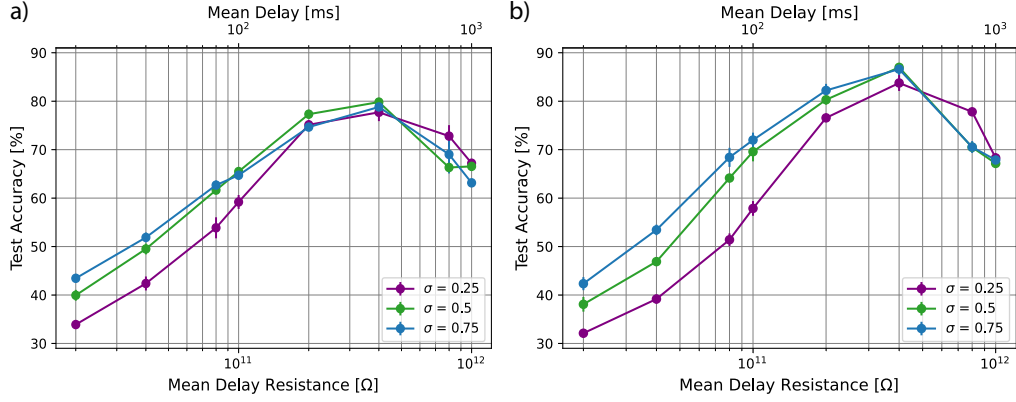 a)
Mean Delay [ms]
10² 10³
90
80
70
60
50
40
30
Test Accuracy [%]
σ = 0.25
σ = 0.5
σ = 0.75
10¹¹ 10¹²
Mean Delay Resistance [Ω]
b)
Mean Delay [ms]
10² 10³
90
80
70
60
50
40
30
Test Accuracy [%]
σ = 0.25
σ = 0.5
σ = 0.75
10¹¹ 10¹²
Mean Delay Resistance [Ω]